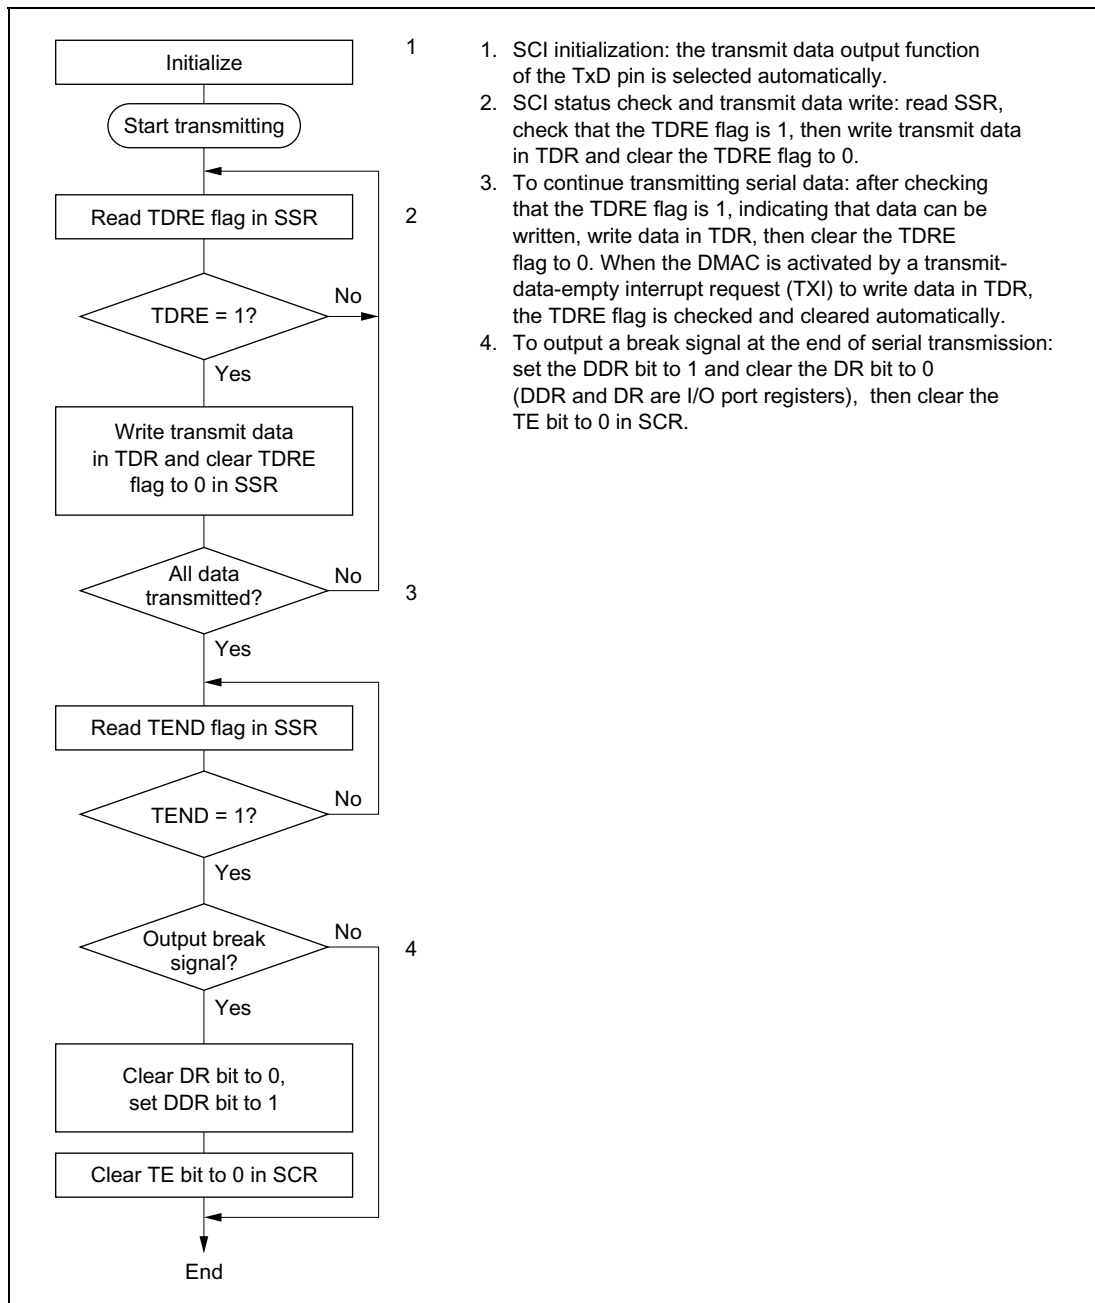 Initialize
1
Start transmitting
Read TDRE flag in SSR
2
TDRE = 1?
No
Yes
Write transmit data
in TDR and clear TDRE
flag to 0 in SSR
All data
transmitted?
No
3
Yes
Read TEND flag in SSR
TEND = 1?
No
Yes
Output break
signal?
No
4
Yes
Clear DR bit to 0,
set DDR bit to 1
Clear TE bit to 0 in SCR
End
1. SCI initialization: the transmit data output function
of the TxD pin is selected automatically.
2. SCI status check and transmit data write: read SSR,
check that the TDRE flag is 1, then write transmit data
in TDR and clear the TDRE flag to 0.
3. To continue transmitting serial data: after checking
that the TDRE flag is 1, indicating that data can be
written, write data in TDR, then clear the TDRE
flag to 0. When the DMAC is activated by a transmit-
data-empty interrupt request (TXI) to write data in TDR,
the TDRE flag is checked and cleared automatically.
4. To output a break signal at the end of serial transmission:
set the DDR bit to 1 and clear the DR bit to 0
(DDR and DR are I/O port registers), then clear the
TE bit to 0 in SCR.